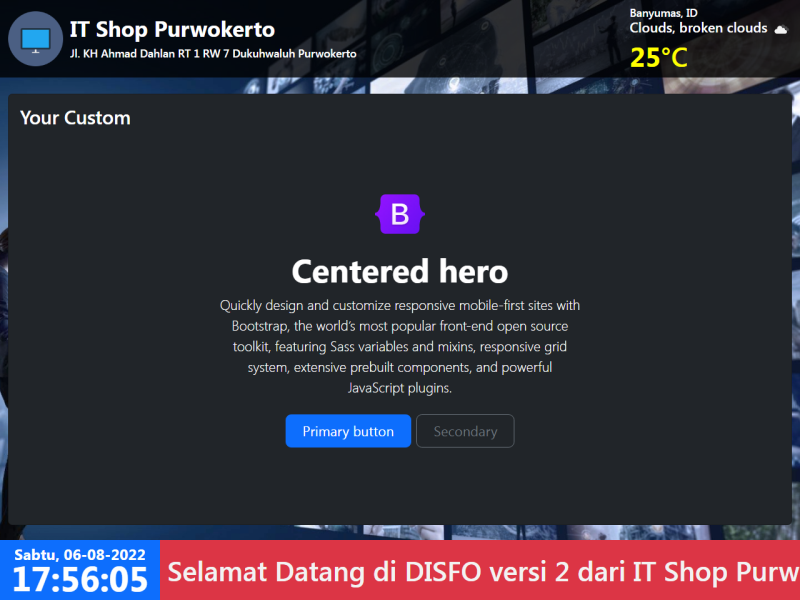 IT Shop Purwokerto
Jl. KH Ahmad Dahlan RT 1 RW 7 Dukuhwaluh Purwokerto
Banyumas, ID
Clouds, broken clouds
25°C
Your Custom
B
Centered hero
Quickly design and customize responsive mobile-first sites with
Bootstrap, the world's most popular front-end open source
toolkit, featuring Sass variables and mixins, responsive grid
system, extensive prebuilt components, and powerful
JavaScript plugins.
Primary button
Secondary
Sabtu, 06-08-2022
17:56:05
Selamat Datang di DISFO versi 2 dari IT Shop Purw